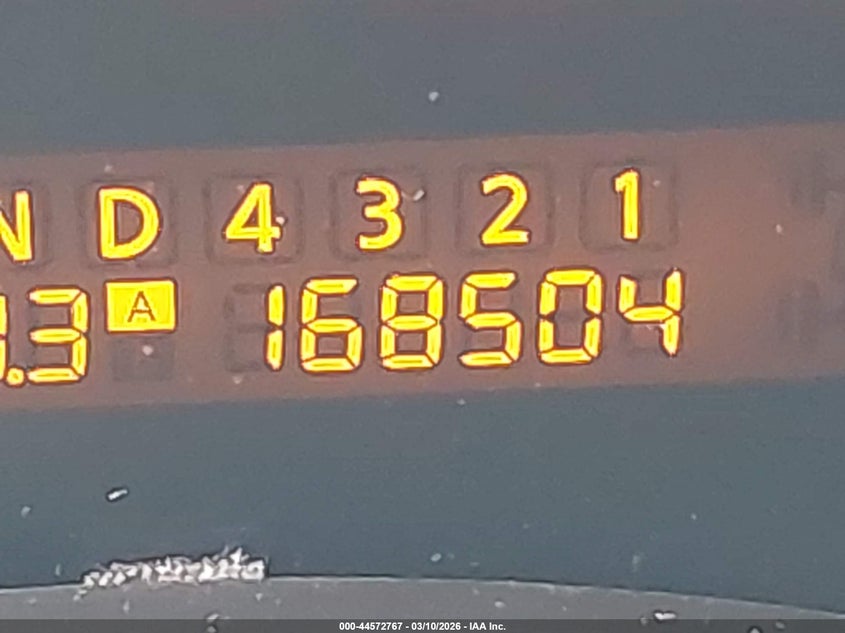 N D 4 3 2 1
.3 A 168504
000-44572767 - 03/10/2026 - IAA Inc.